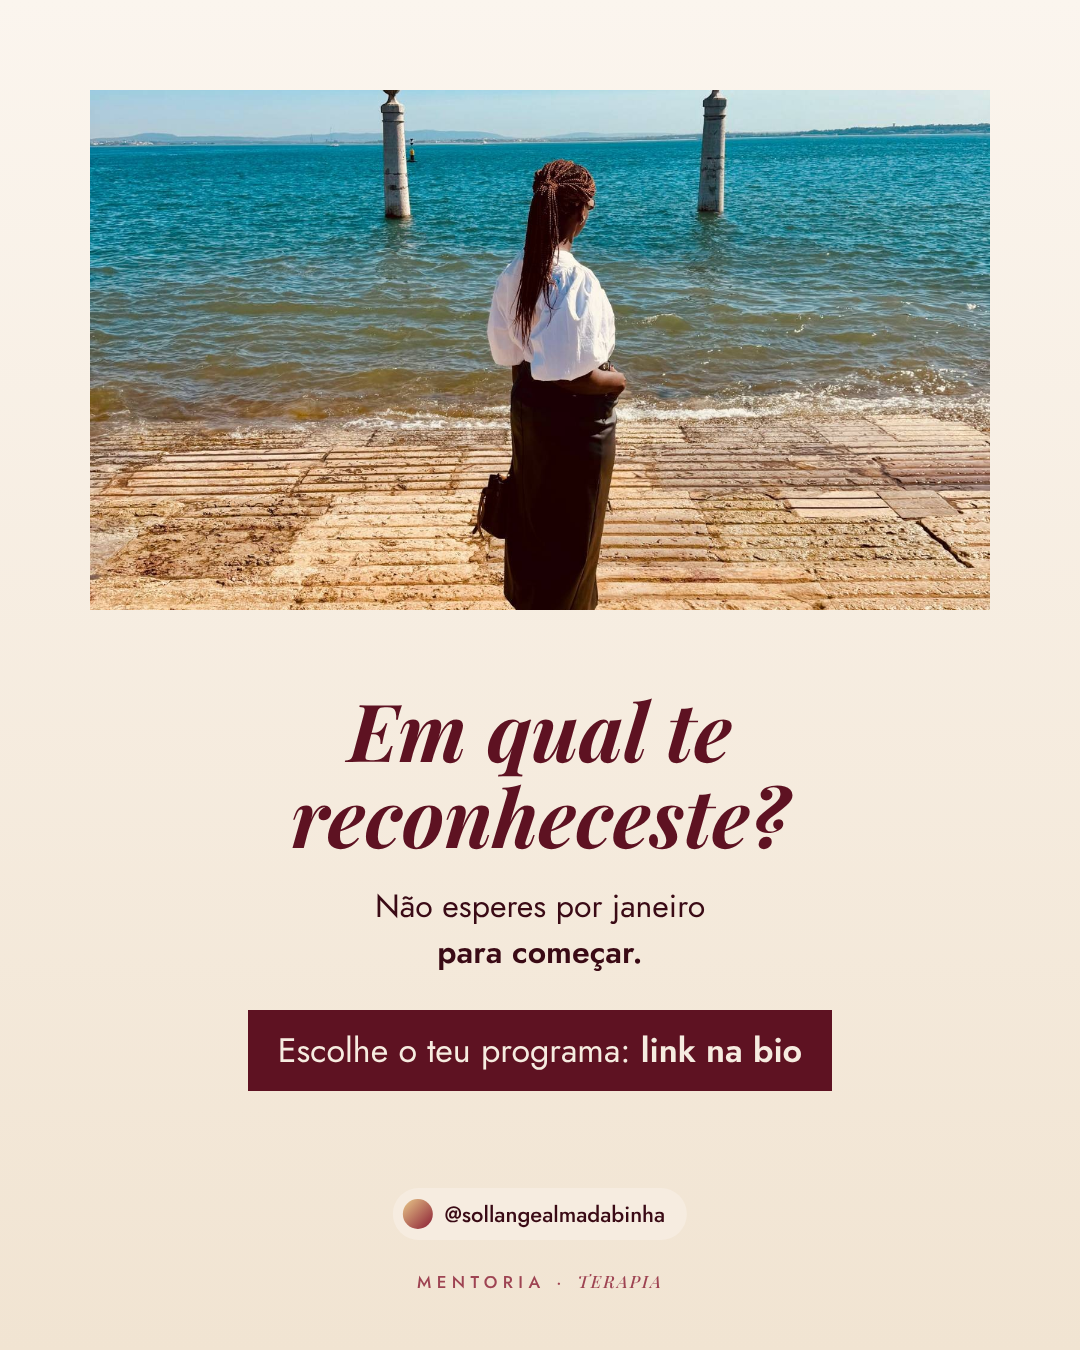 Em qual te
reconheceste?
Não esperes por janeiro
para começar.
Escolhe o teu programa: link na bio
@sollangealmadabinha
MENTORIA · TERAPIA